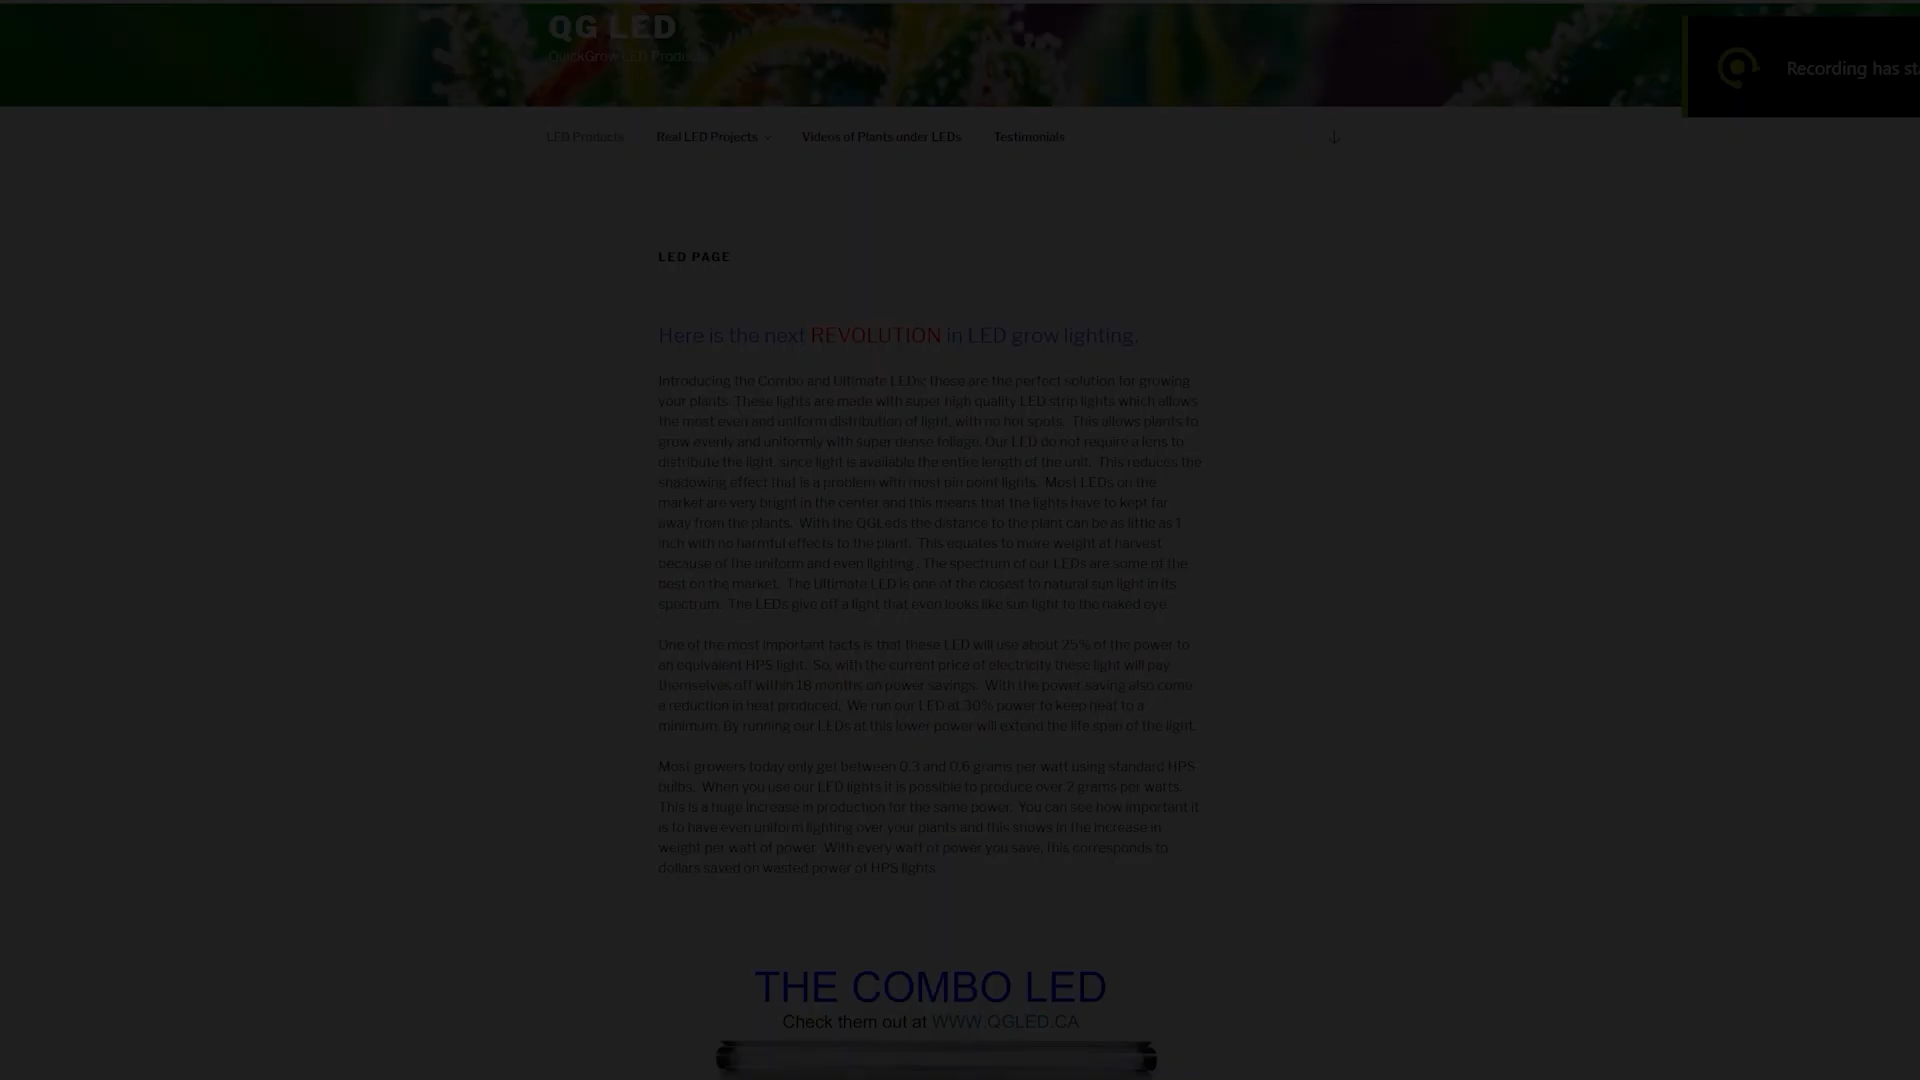 QG LED
QuickGrow LED Products
Recording has sta
LED Products
Real LED Projects
Videos of Plants under LEDs
Testimonials
LED PAGE
Here is the next REVOLUTION in LED grow lighting.
Introducing the Combo and Ultimate LEDs; these are the perfect solution for growing
your plants. These lights are made with super high quality LED strip lights which allows
the most even and uniform distribution of light, with no hot spots. This allows plants to
grow evenly and uniformly with super dense foliage. Our LED do not require a lens to
distribute the light, since light is available the entire length of the unit. This reduces the
shadowing effect that is a problem with most pin point lights. Most LEDs on the
market are very bright in the center and this means that the lights have to kept far
away from the plants. With the QGLeds the distance to the plant can be as little as 1
inch with no harmful effects to the plant. This equates to more weight at harvest
because of the uniform and even lighting . The spectrum of our LEDs are some of the
best on the market. The Ultimate LED is one of the closest to natural sun light in its
spectrum. The LEDs give off a light that even looks like sun light to the naked eye.
One of the most important facts is that these LED will use about 25% of the power to
an equivalent HPS light. So, with the current price of electricity these light will pay
themselves off within 18 months on power savings. With the power saving also come
a reduction in heat produced. We run our LED at 30% power to keep heat to a
minimum. By running our LEDs at this lower power will extend the life span of the light.
Most growers today only get between 0.3 and 0.6 grams per watt using standard HPS
bulbs. When you use our LED lights it is possible to produce over 2 grams per watts.
This is a huge increase in production for the same power. You can see how important it
is to have even uniform lighting over your plants and this shows in the increase in
weight per watt of power. With every watt of power you save, this corresponds to
dollars saved on wasted power of HPS lights.
THE COMBO LED
Check them out at WWW.QGLED.CA